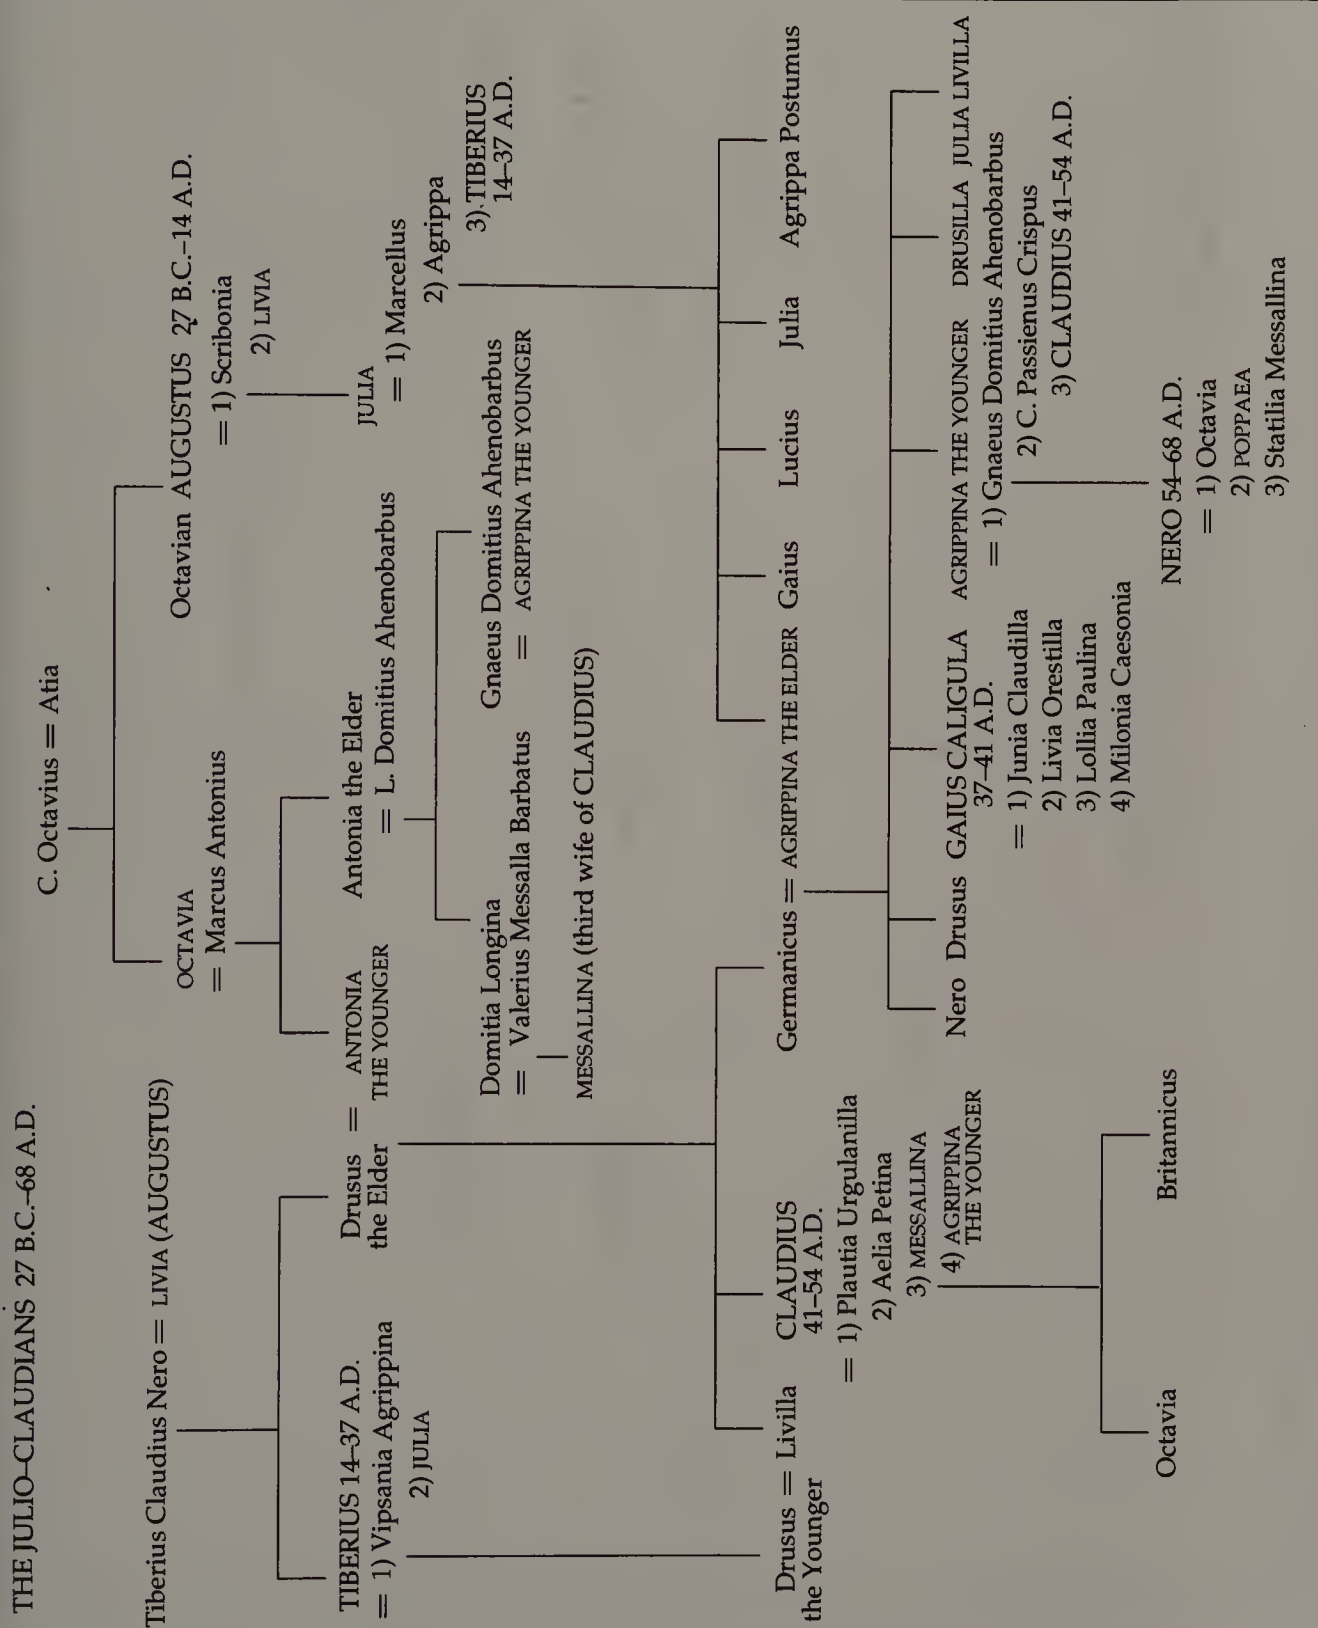 THE JULIO–CLAUDIANS 27 B.C.–68 A.D.
C. Octavius = Atia
Tiberius Claudius Nero = LIVIA (AUGUSTUS)
OCTAVIA
= Marcus Antonius
Octavian AUGUSTUS 27 B.C.–14 A.D.
= 1) Scribonia
2) LIVIA
TIBERIUS 14–37 A.D.
= 1) Vipsania Agrippina
2) JULIA
Drusus = ANTONIA
the Elder THE YOUNGER
Antonia the Elder
= L. Domitius Ahenobarbus
JULIA
= 1) Marcellus
2) Agrippa
3) TIBERIUS
14–37 A.D.
Domitia Longina
= Valerius Messalla Barbatus
MESSALLINA (third wife of CLAUDIUS)
Gnaeus Domitius Ahenobarbus
= AGRIPPINA THE YOUNGER
Drusus = Livilla
the Younger
CLAUDIUS
41–54 A.D.
= 1) Plautia Urgulanilla
2) Aelia Petina
3) MESSALLINA
4) AGRIPPINA
THE YOUNGER
Germanicus = AGRIPPINA THE ELDER
Gaius
Lucius
Julia
Agrippa Postumus
Nero
Drusus
GAIUS CALIGULA
37–41 A.D.
= 1) Junia Claudilla
2) Livia Orestilla
3) Lollia Paulina
4) Milonia Caesonia
AGRIPPINA THE YOUNGER
= 1) Gnaeus Domitius Ahenobarbus
2) C. Passienus Crispus
3) CLAUDIUS 41–54 A.D.
DRUSILLA
JULIA LIVILLA
Octavia
Britannicus
NERO 54–68 A.D.
= 1) Octavia
2) POPPAEA
3) Statilia Messallina